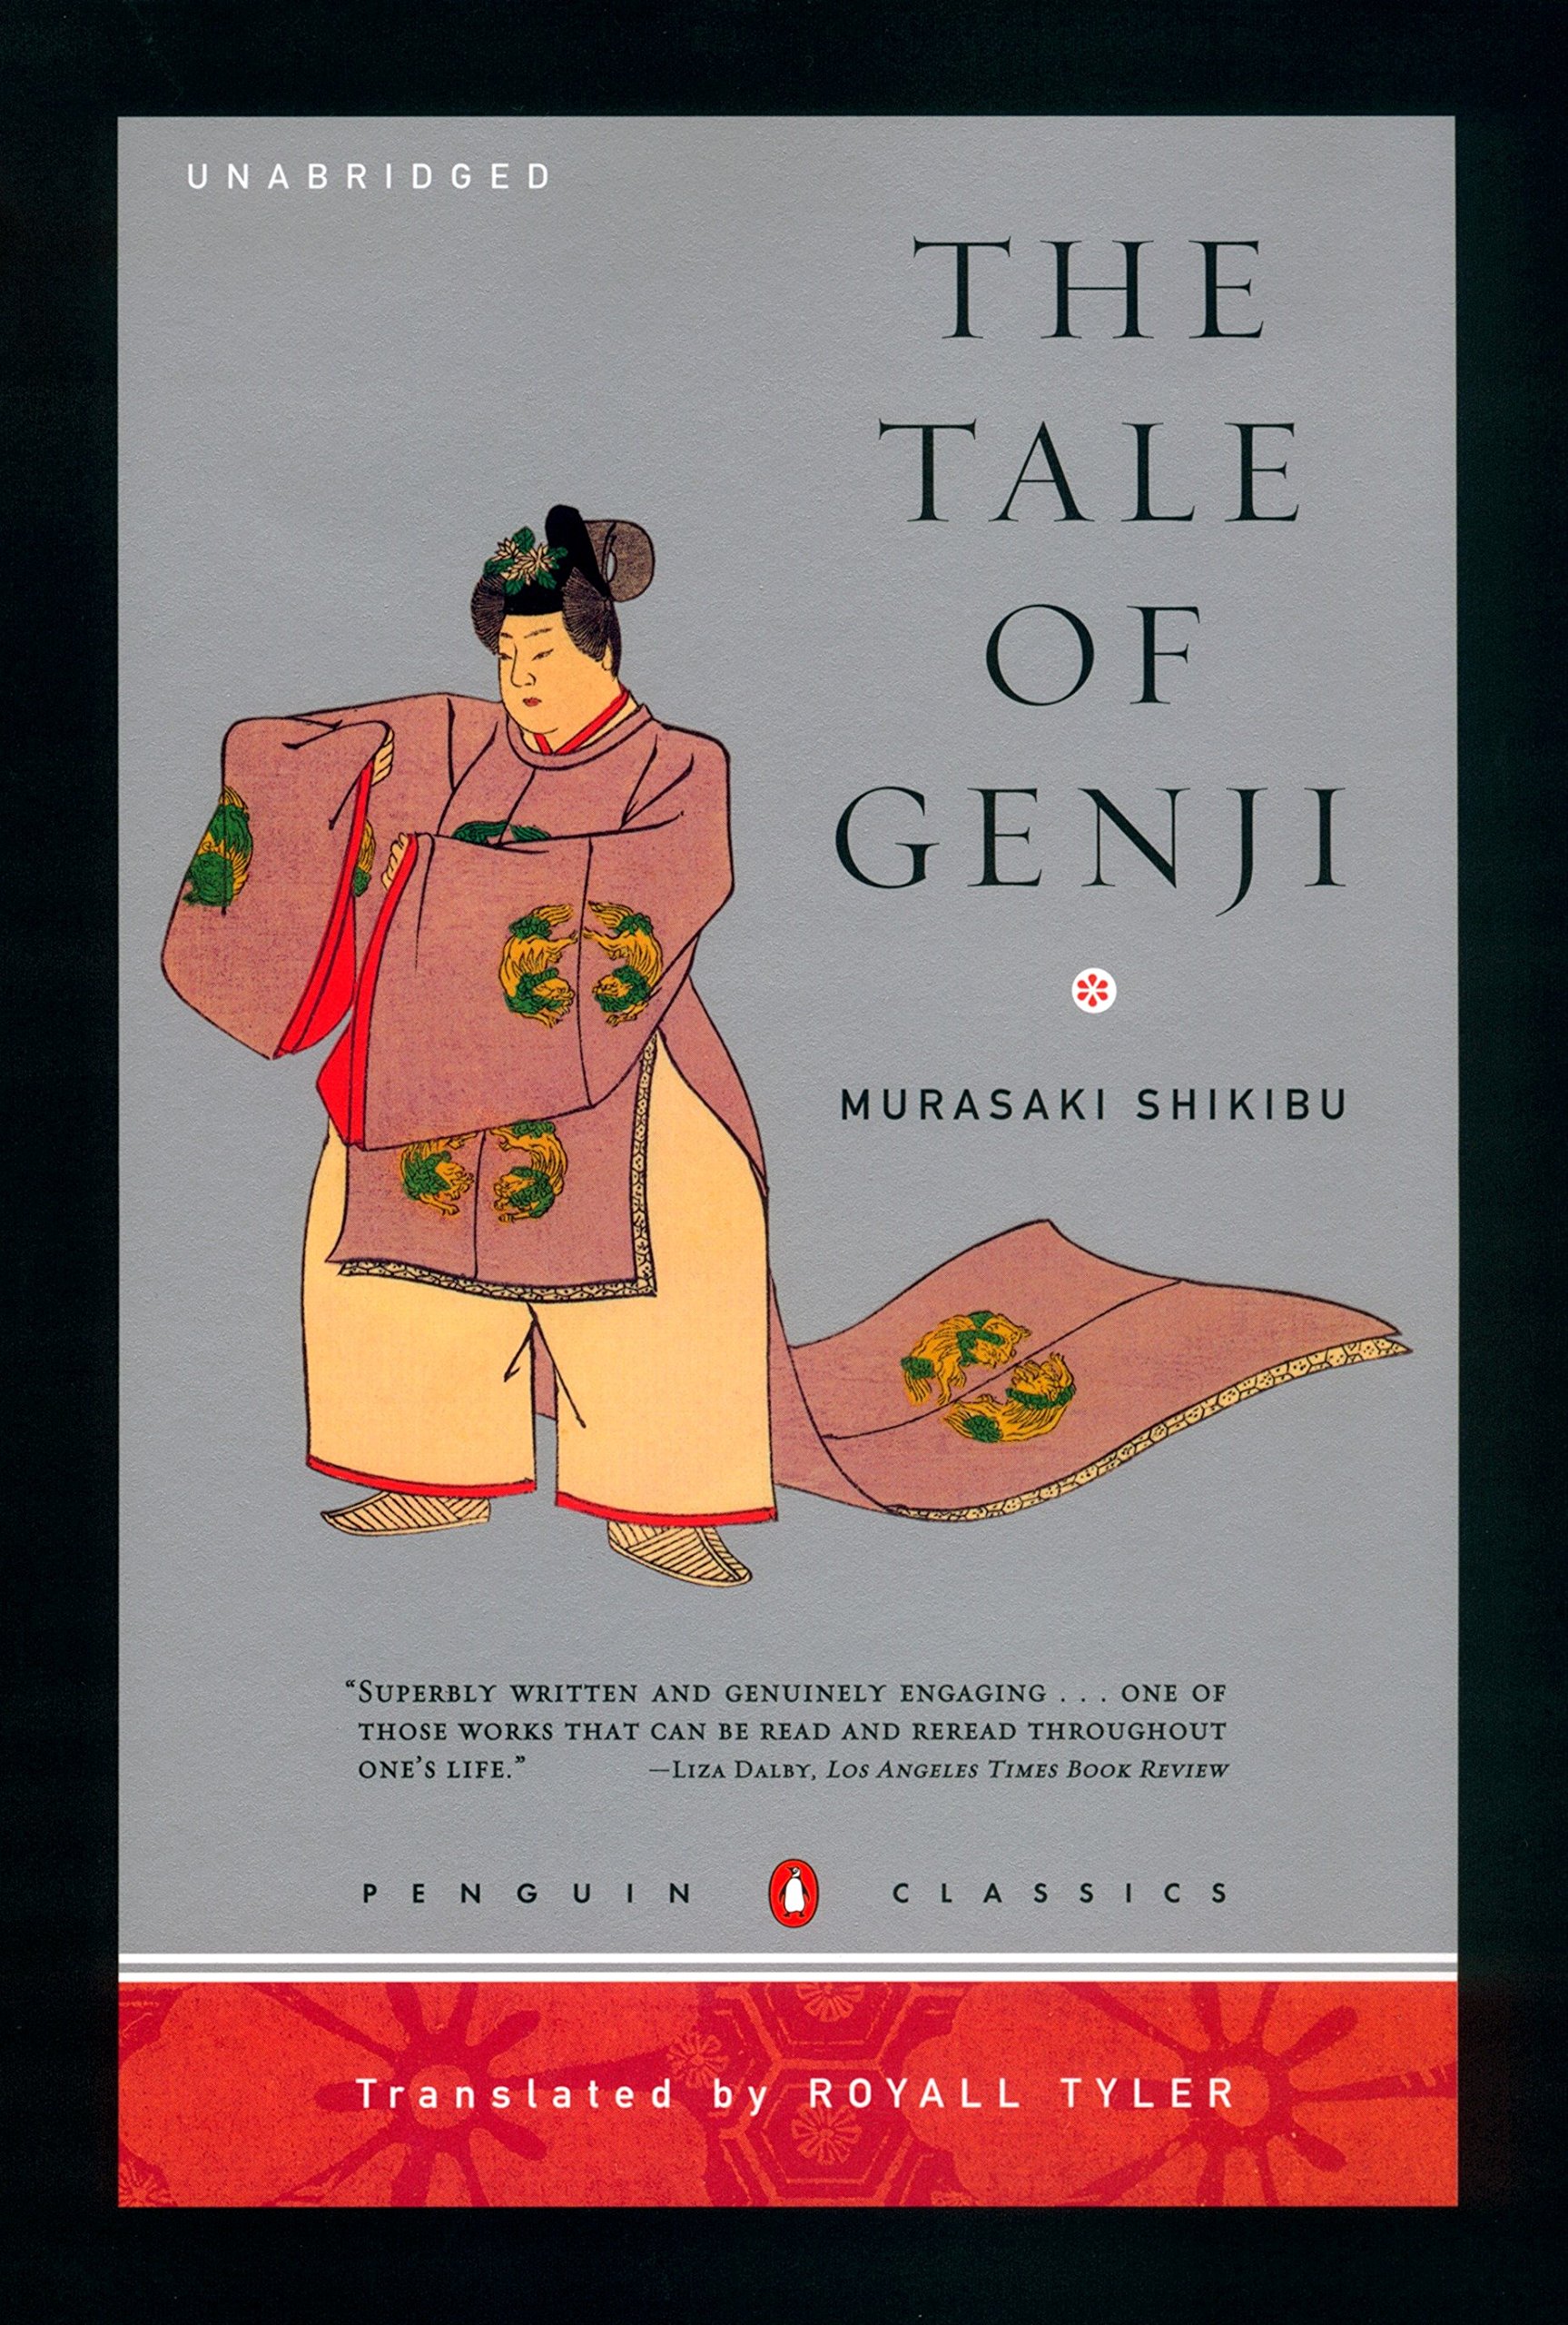 UNABRIDGED
THE
TALE
OF
GENJI
MURASAKI SHIKIBU
“SUPERBLY WRITTEN AND GENUINELY ENGAGING . . . ONE OF
THOSE WORKS THAT CAN BE READ AND REREAD THROUGHOUT
ONE’S LIFE.” —LIZA DALBY, LOS ANGELES TIMES BOOK REVIEW
PENGUIN CLASSICS
Translated by ROYALL TYLER